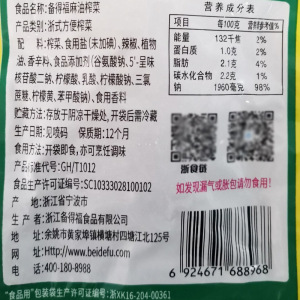 品名：备得福麻油榨菜
产品类别：浙式方便榨菜
配料：榨菜、食用盐(未加碘)、辣椒、植物
油、香辛料、食品添加剂(谷氨酸钠、5'-呈味
核苷酸二钠、柠檬酸、乳酸、柠檬酸钠、三氯
蔗糖、柠檬黄、苯甲酸钠)、食用香料
贮藏方法：存放于阴凉干燥处，开袋后需冷藏
生产日期：见喷码 保质期：12个月
食用方法：开袋即食，亦可烹饪调味
产品标准代号：GH/T1012
食品生产许可证编号：SC10333028100102
产地：浙江省宁波市
生产商：浙江备得福食品有限公司
地址：余姚市黄家埠镇横塘村四塘江北125号
网址：Http://www.beidefu.com
电话：400-180-8988
"食品用"包装袋生产许可证编号：浙XK16-204-00361
营养成分表
项目 每100克 营养素参考值%
能量 132千焦 2%
蛋白质 1.0克 2%
脂肪 2.1克 4%
碳水化合物 2.2克 1%
钠 1960毫克 98%
浙食链
如发现漏气或胀包请勿食用！
6 924671 688968